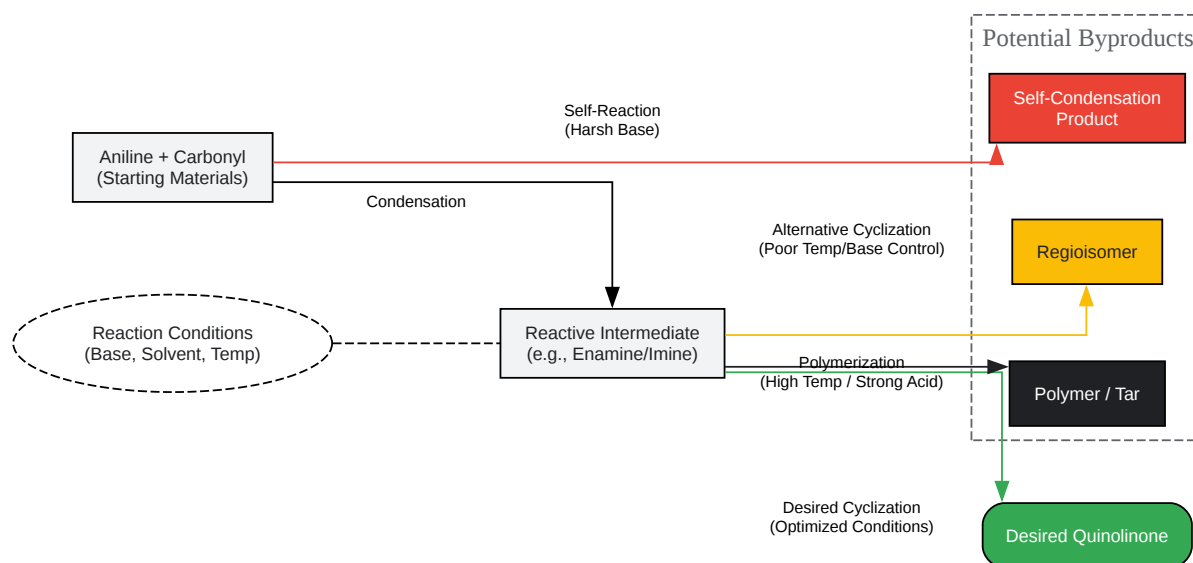 Potential Byproducts
Self-Condensation
Product
Self-Reaction
(Harsh Base)
Aniline + Carbonyl
(Starting Materials)
Condensation
Alternative Cyclization
(Poor Temp/Base Control)
Regioisomer
Reaction Conditions
(Base, Solvent, Temp)
Reactive Intermediate
(e.g., Enamine/Imine)
Polymerization
(High Temp / Strong Acid)
Polymer / Tar
Desired Cyclization
(Optimized Conditions)
Desired Quinolinone